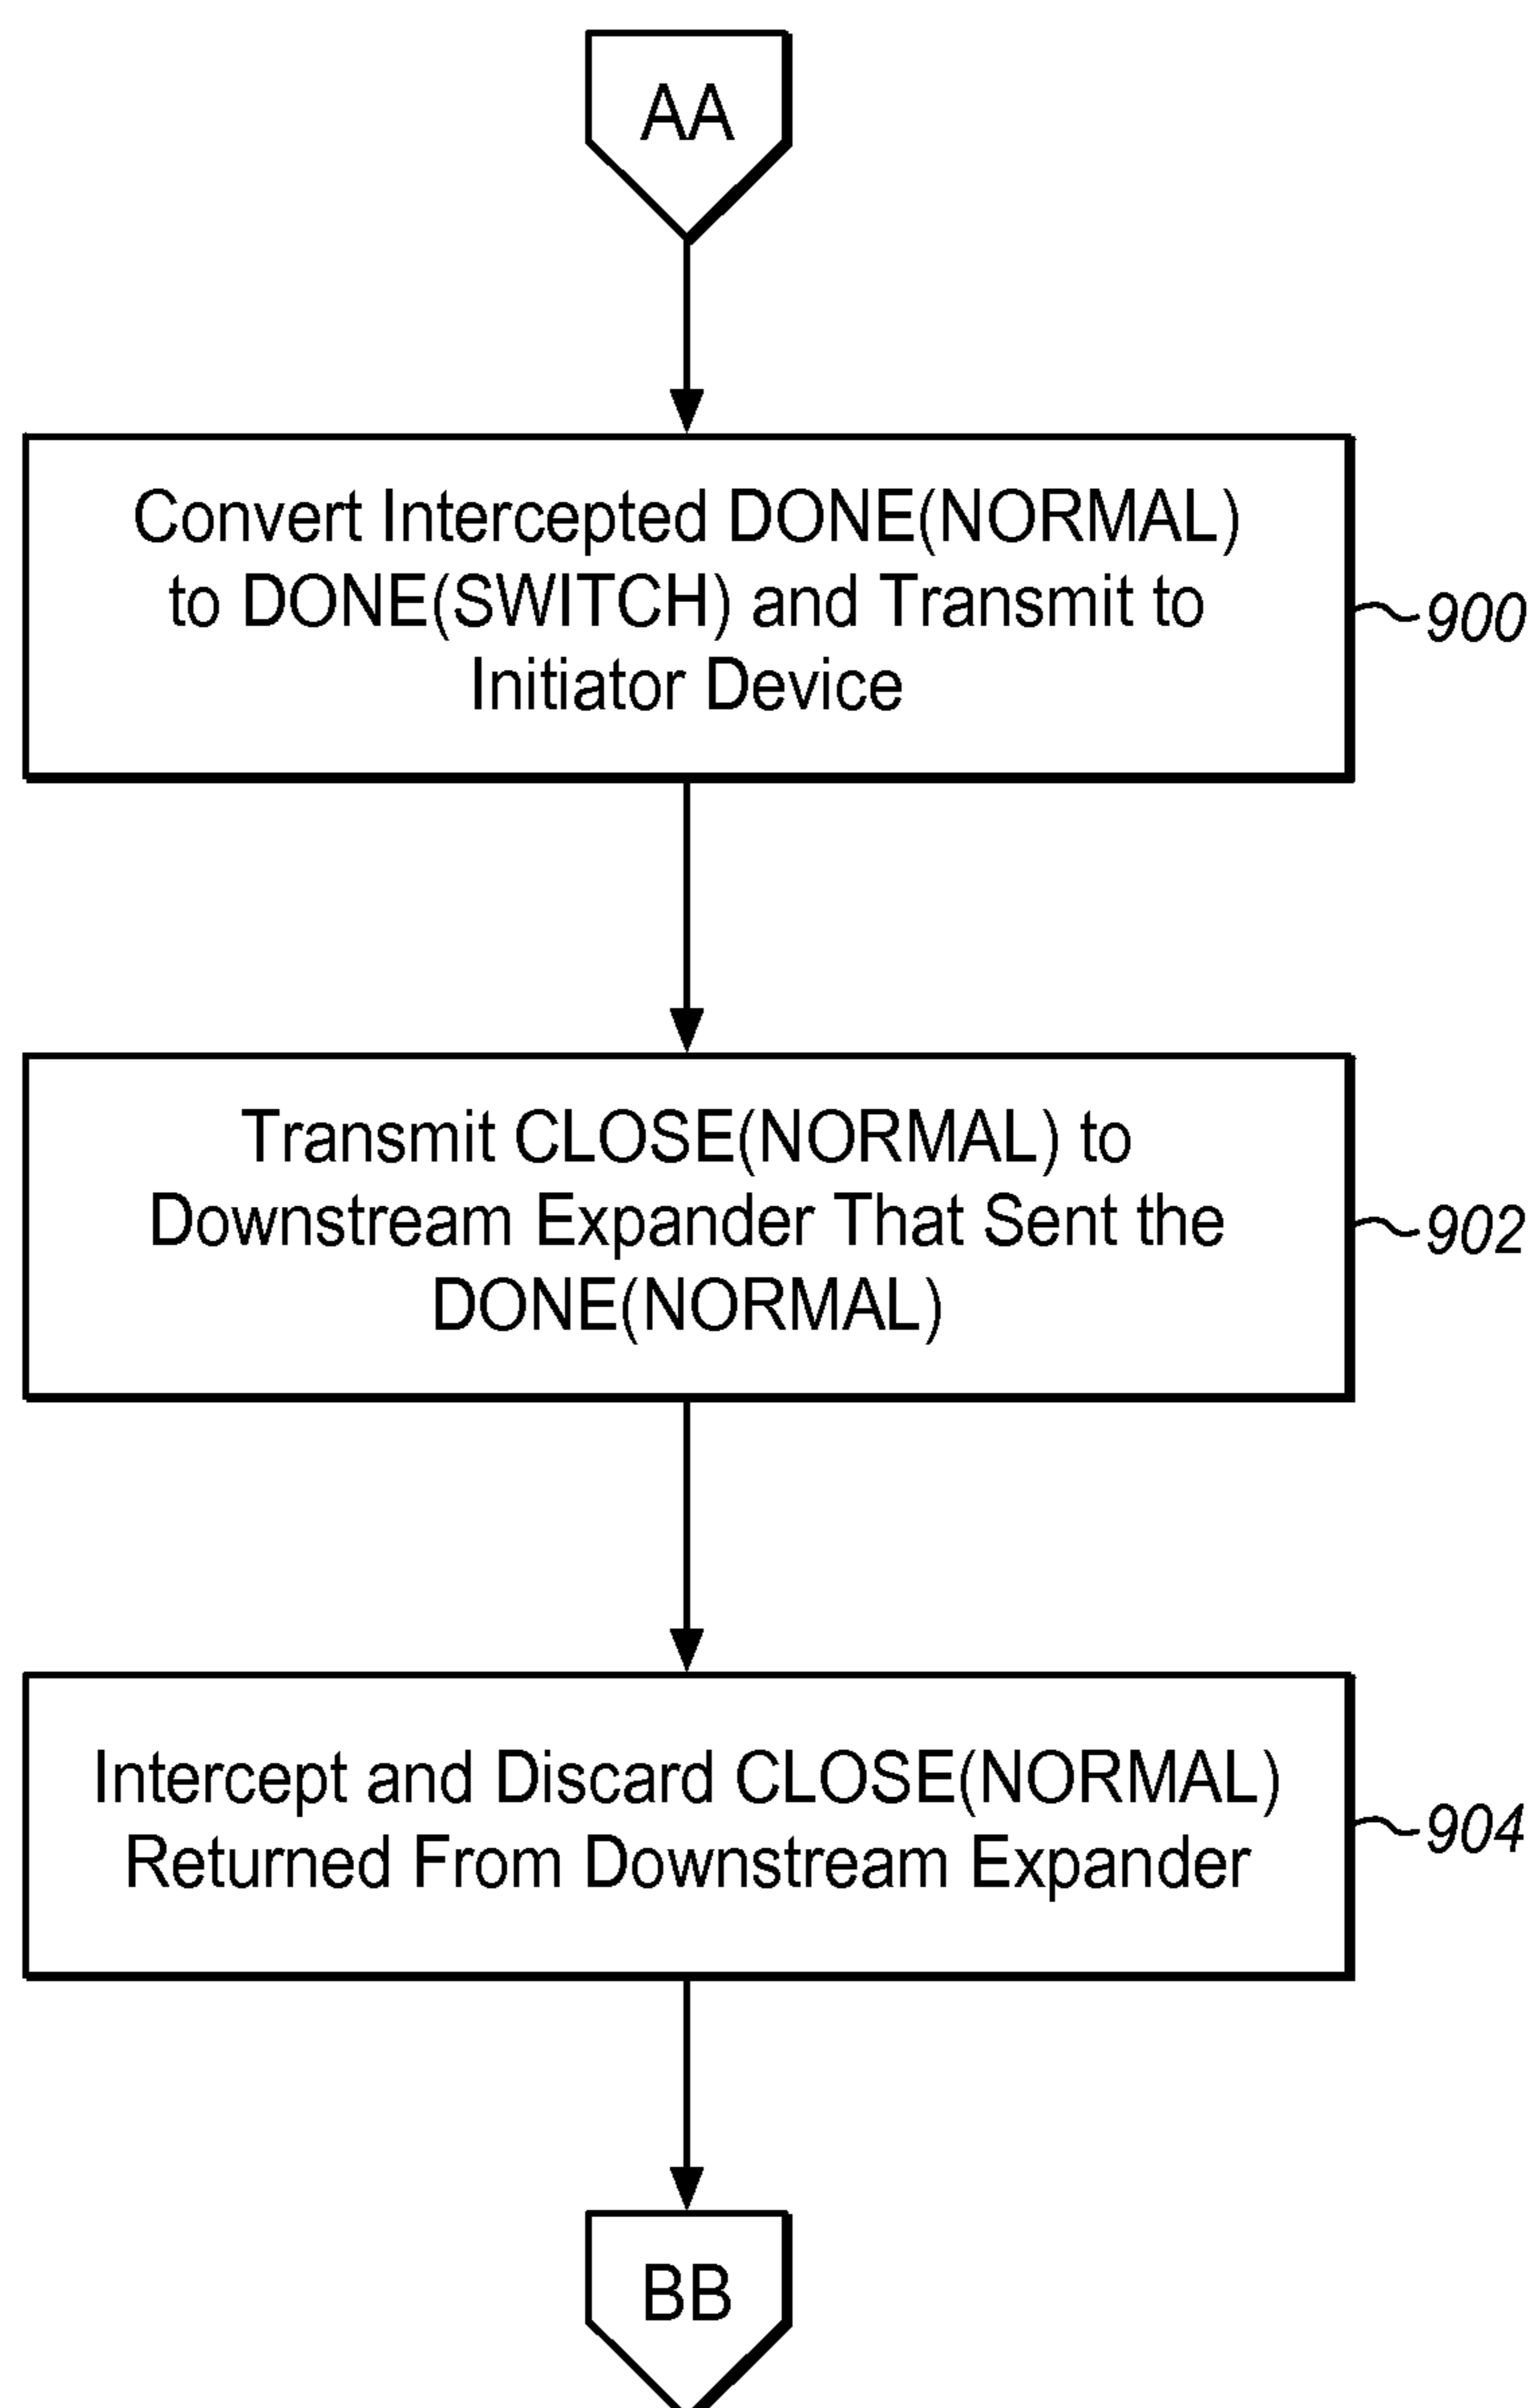 AA
Convert Intercepted DONE(NORMAL)
to DONE(SWITCH) and Transmit to
Initiator Device
900
Transmit CLOSE(NORMAL) to
Downstream Expander That Sent the
DONE(NORMAL)
902
Intercept and Discard CLOSE(NORMAL)
Returned From Downstream Expander
904
BB